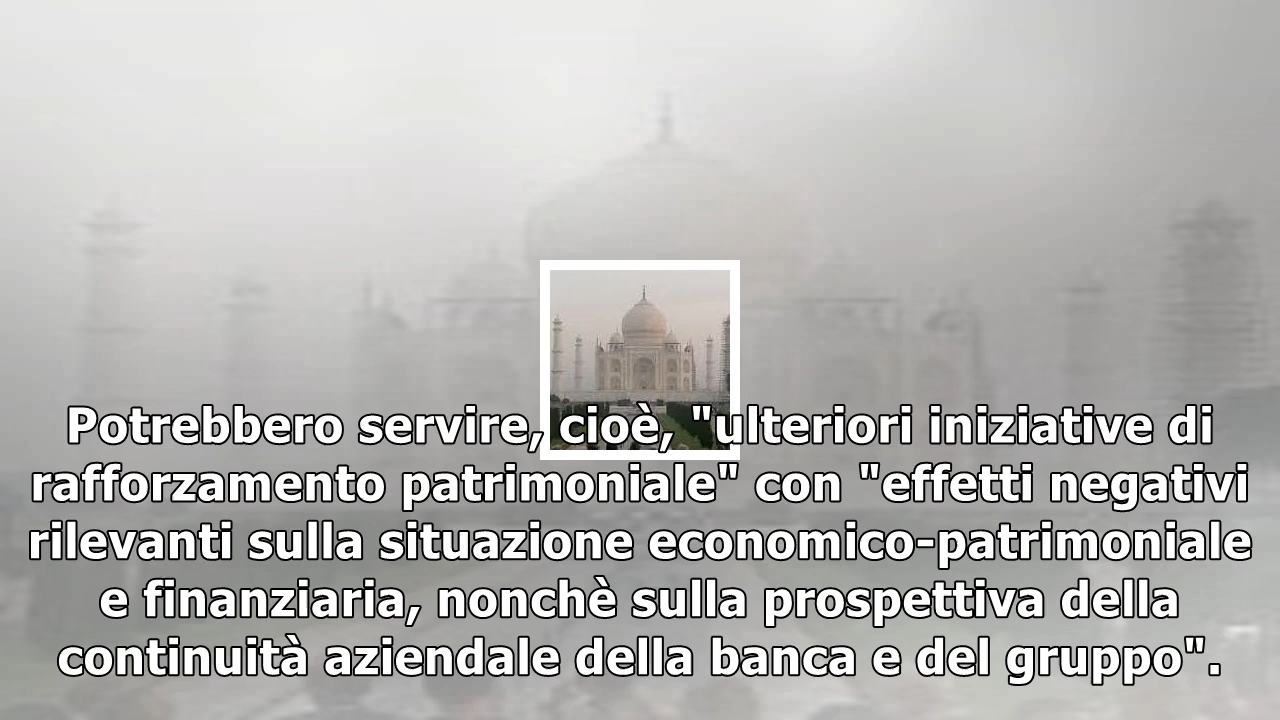 Potrebbero servire, cioè, "ulteriori iniziative di
rafforzamento patrimoniale" con "effetti negativi
rilevanti sulla situazione economico-patrimoniale
e finanziaria, nonchè sulla prospettiva della
continuità aziendale della banca e del gruppo".